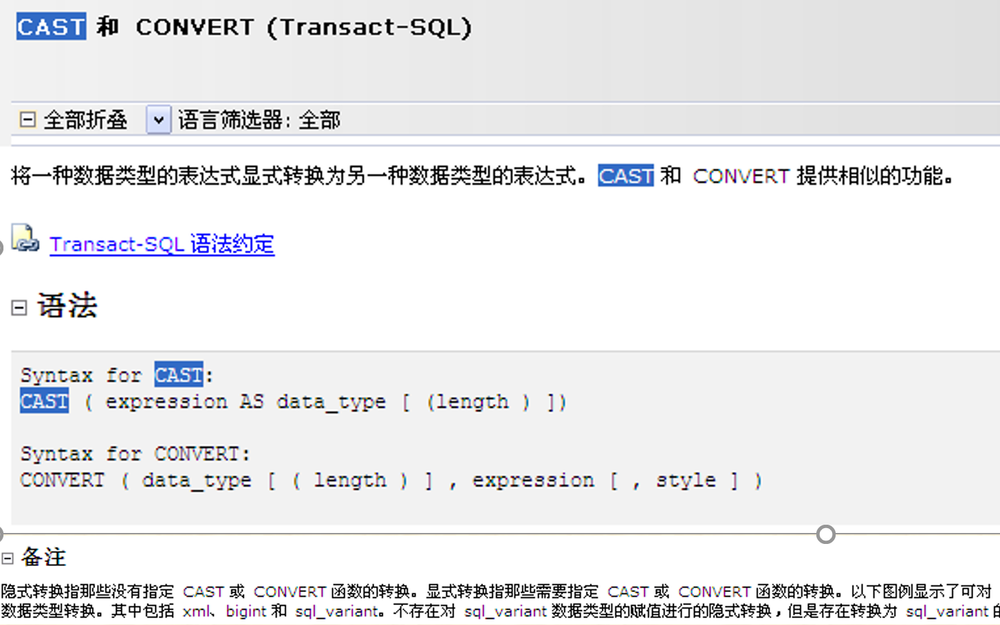 CAST 和 CONVERT (Transact-SQL)
全部折叠 语言筛选器: 全部
将一种数据类型的表达式显式转换为另一种数据类型的表达式。CAST 和 CONVERT 提供相似的功能。
Transact-SQL 语法约定
语法
Syntax for CAST:
CAST ( expression AS data_type [ (length ) ])
Syntax for CONVERT:
CONVERT ( data_type [ ( length ) ] , expression [ , style ] )
备注
隐式转换指那些没有指定 CAST 或 CONVERT 函数的转换。显式转换指那些需要指定 CAST 或 CONVERT 函数的转换。以下图例显示了可对
数据类型转换。其中包括 xml、bigint 和 sql_variant。不存在对 sql_variant 数据类型的赋值进行的隐式转换,但是存在转换为 sql_variant